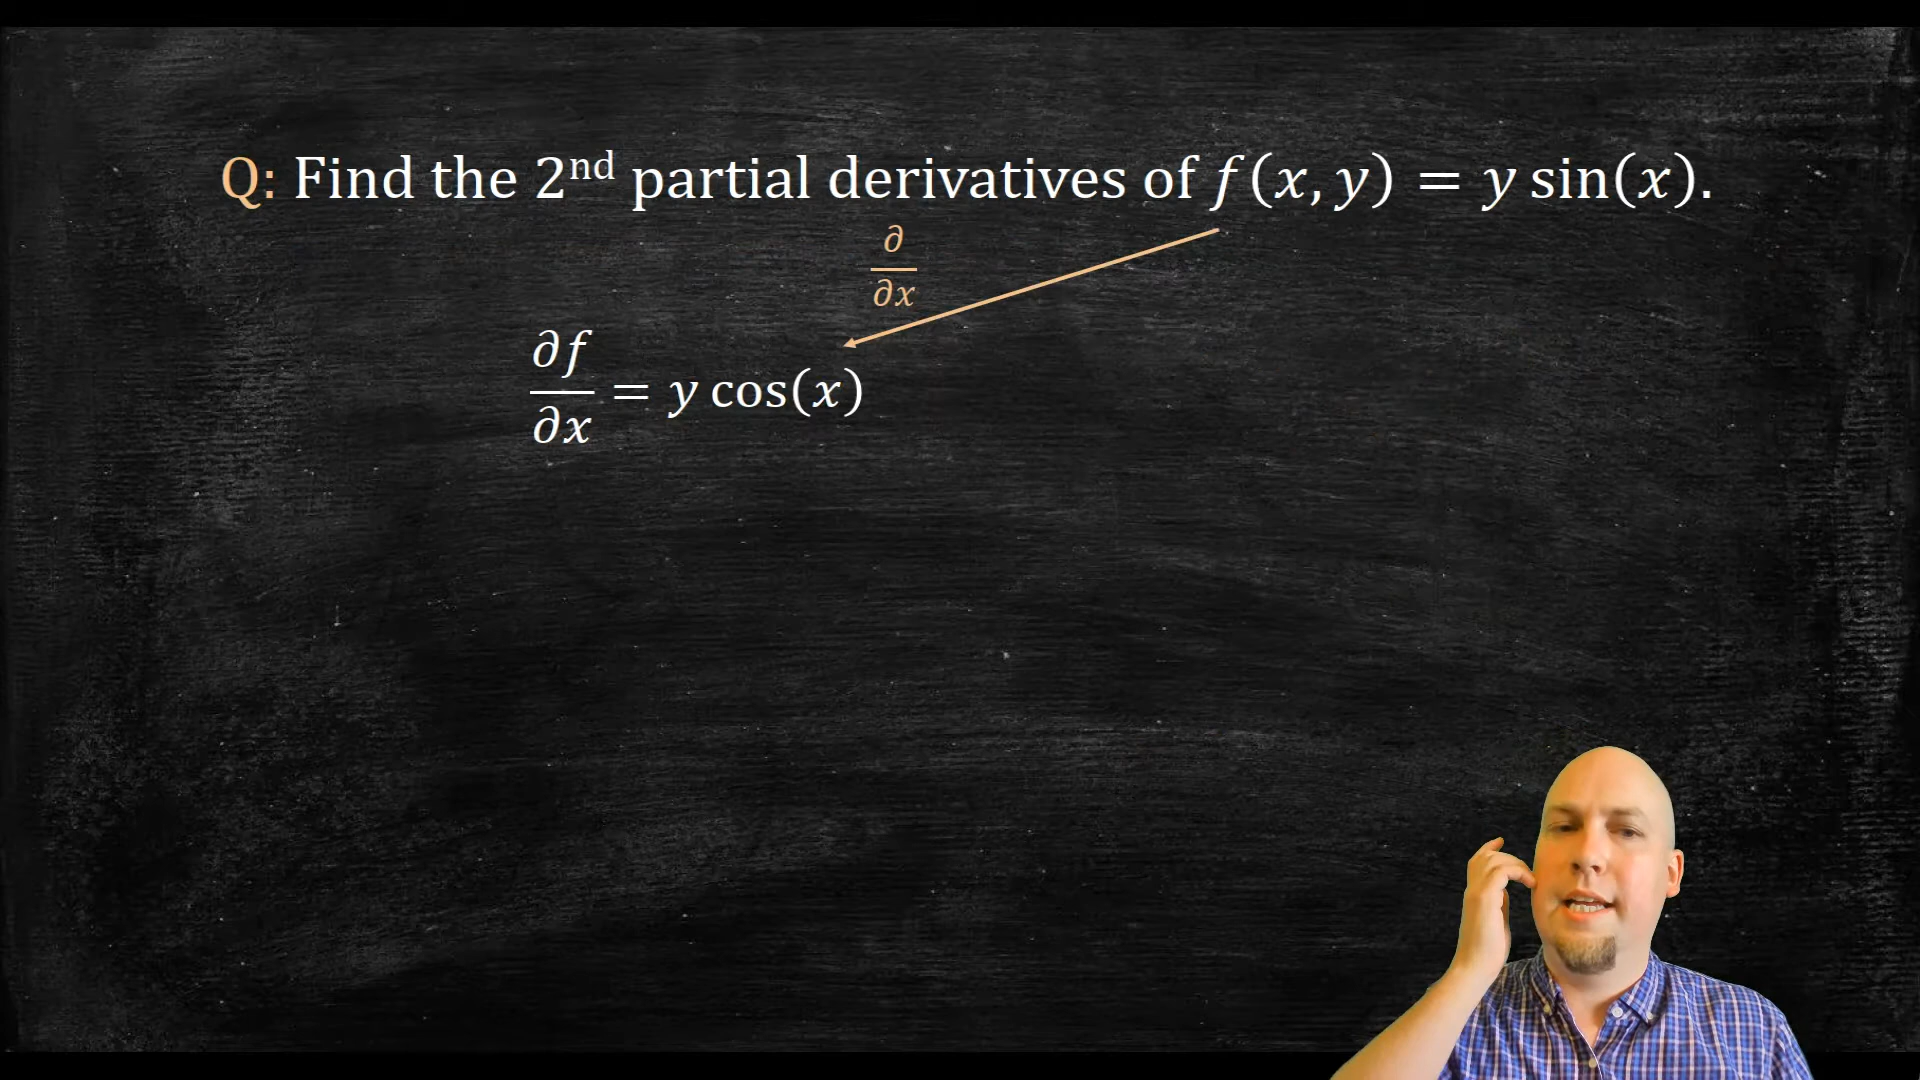 Q: Find the 2ⁿᵈ partial derivatives of f(x, y) = y sin(x).
∂/∂x
∂f/∂x = y cos(x)